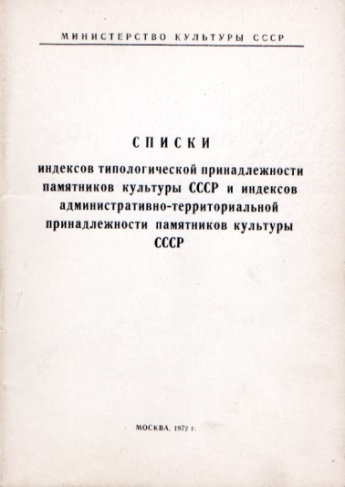 МИНИСТЕРСТВО КУЛЬТУРЫ СССР
СПИСКИ
индексов типологической принадлежности
памятников культуры СССР и индексов
административно-территориальной
принадлежности памятников культуры
СССР
МОСКВА, 1972 г.